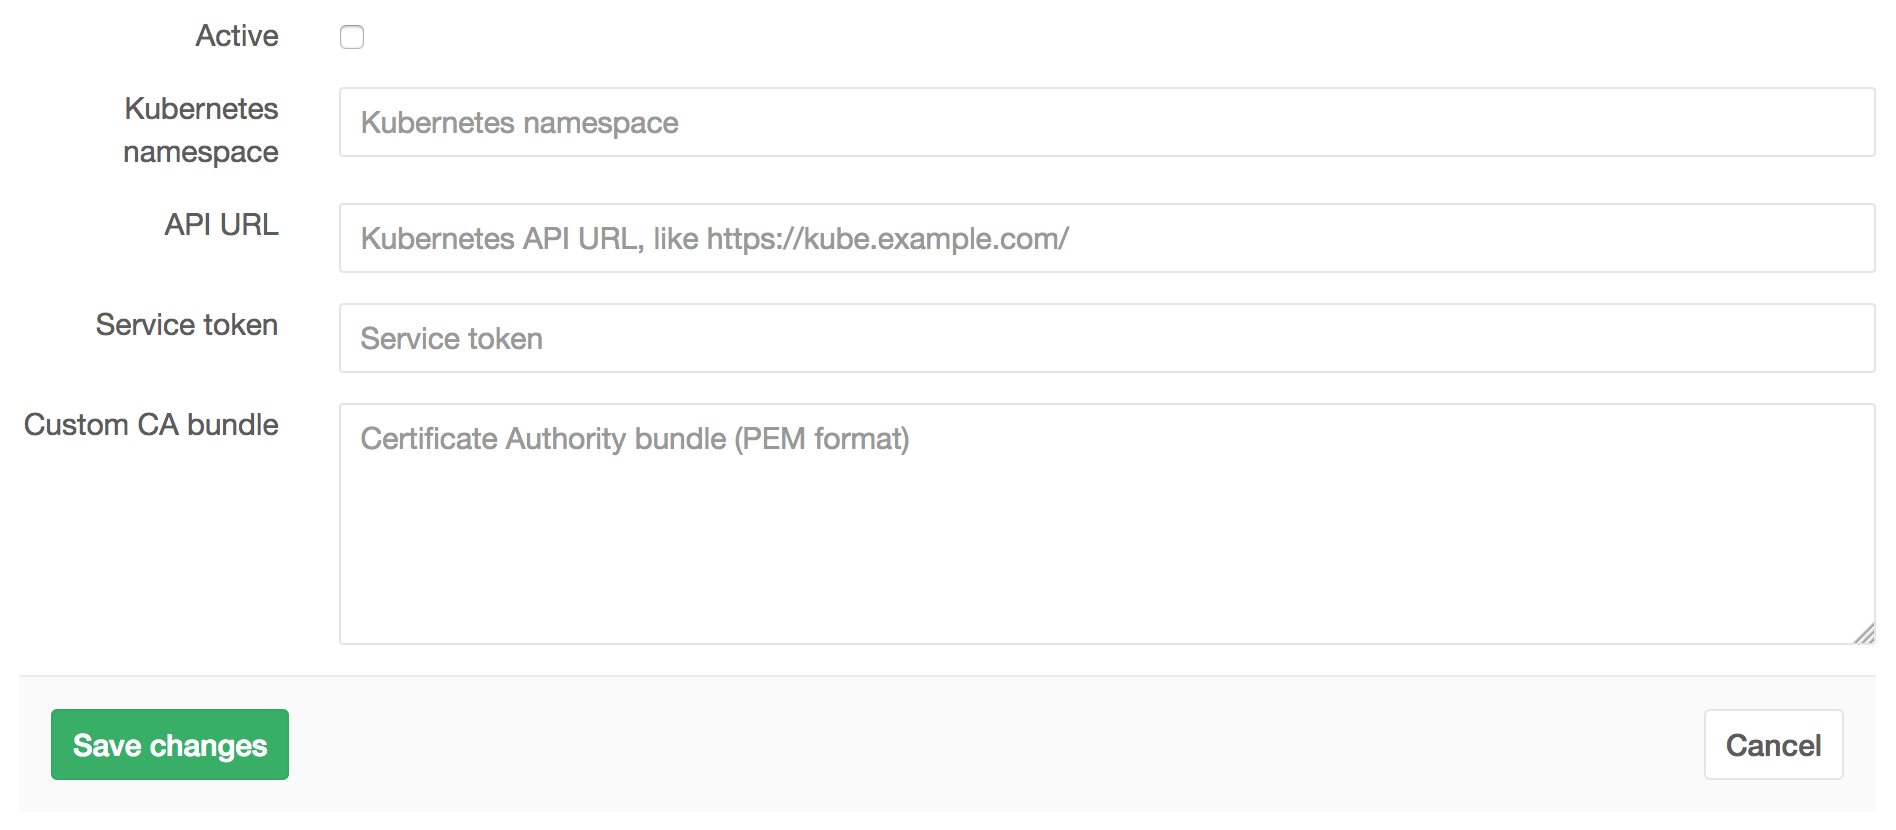 Active
Kubernetes
namespace
Kubernetes namespace
API URL
Kubernetes API URL, like https://kube.example.com/
Service token
Service token
Custom CA bundle
Certificate Authority bundle (PEM format)
Save changes
Cancel